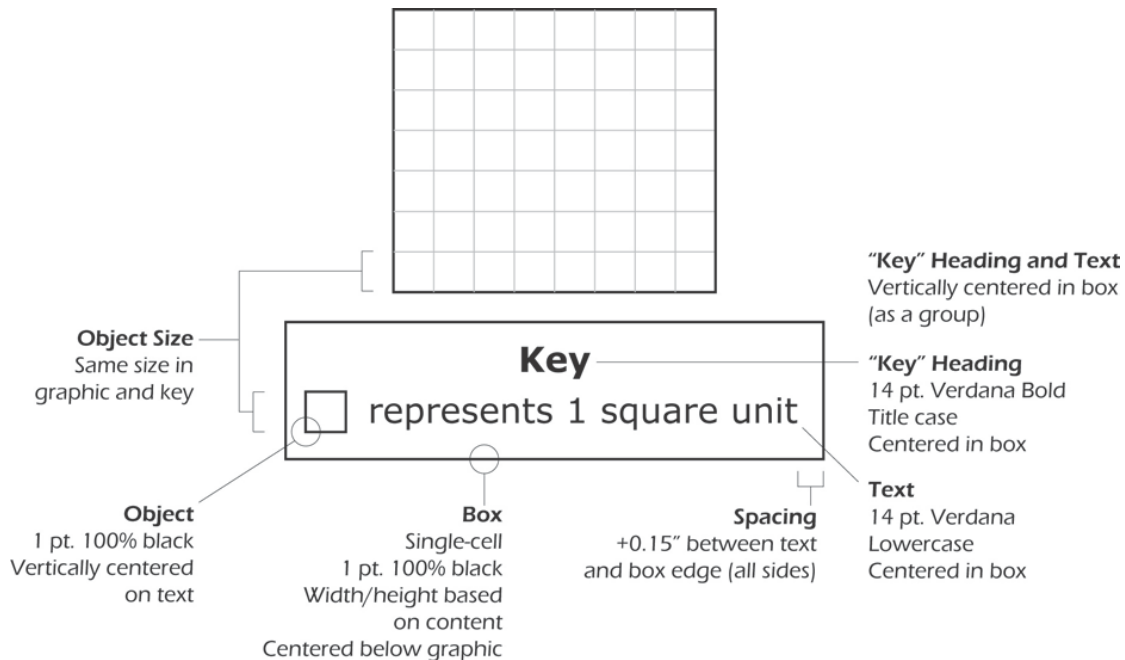 “Key” Heading and Text
Vertically centered in box
(as a group)
Object Size
Same size in
graphic and key
Key
represents 1 square unit
“Key” Heading
14 pt. Verdana Bold
Title case
Centered in box
Object
1 pt. 100% black
Vertically centered
on text
Box
Single-cell
1 pt. 100% black
Width/height based
on content
Centered below graphic
Spacing
+0.15” between text
and box edge (all sides)
Text
14 pt. Verdana
Lowercase
Centered in box